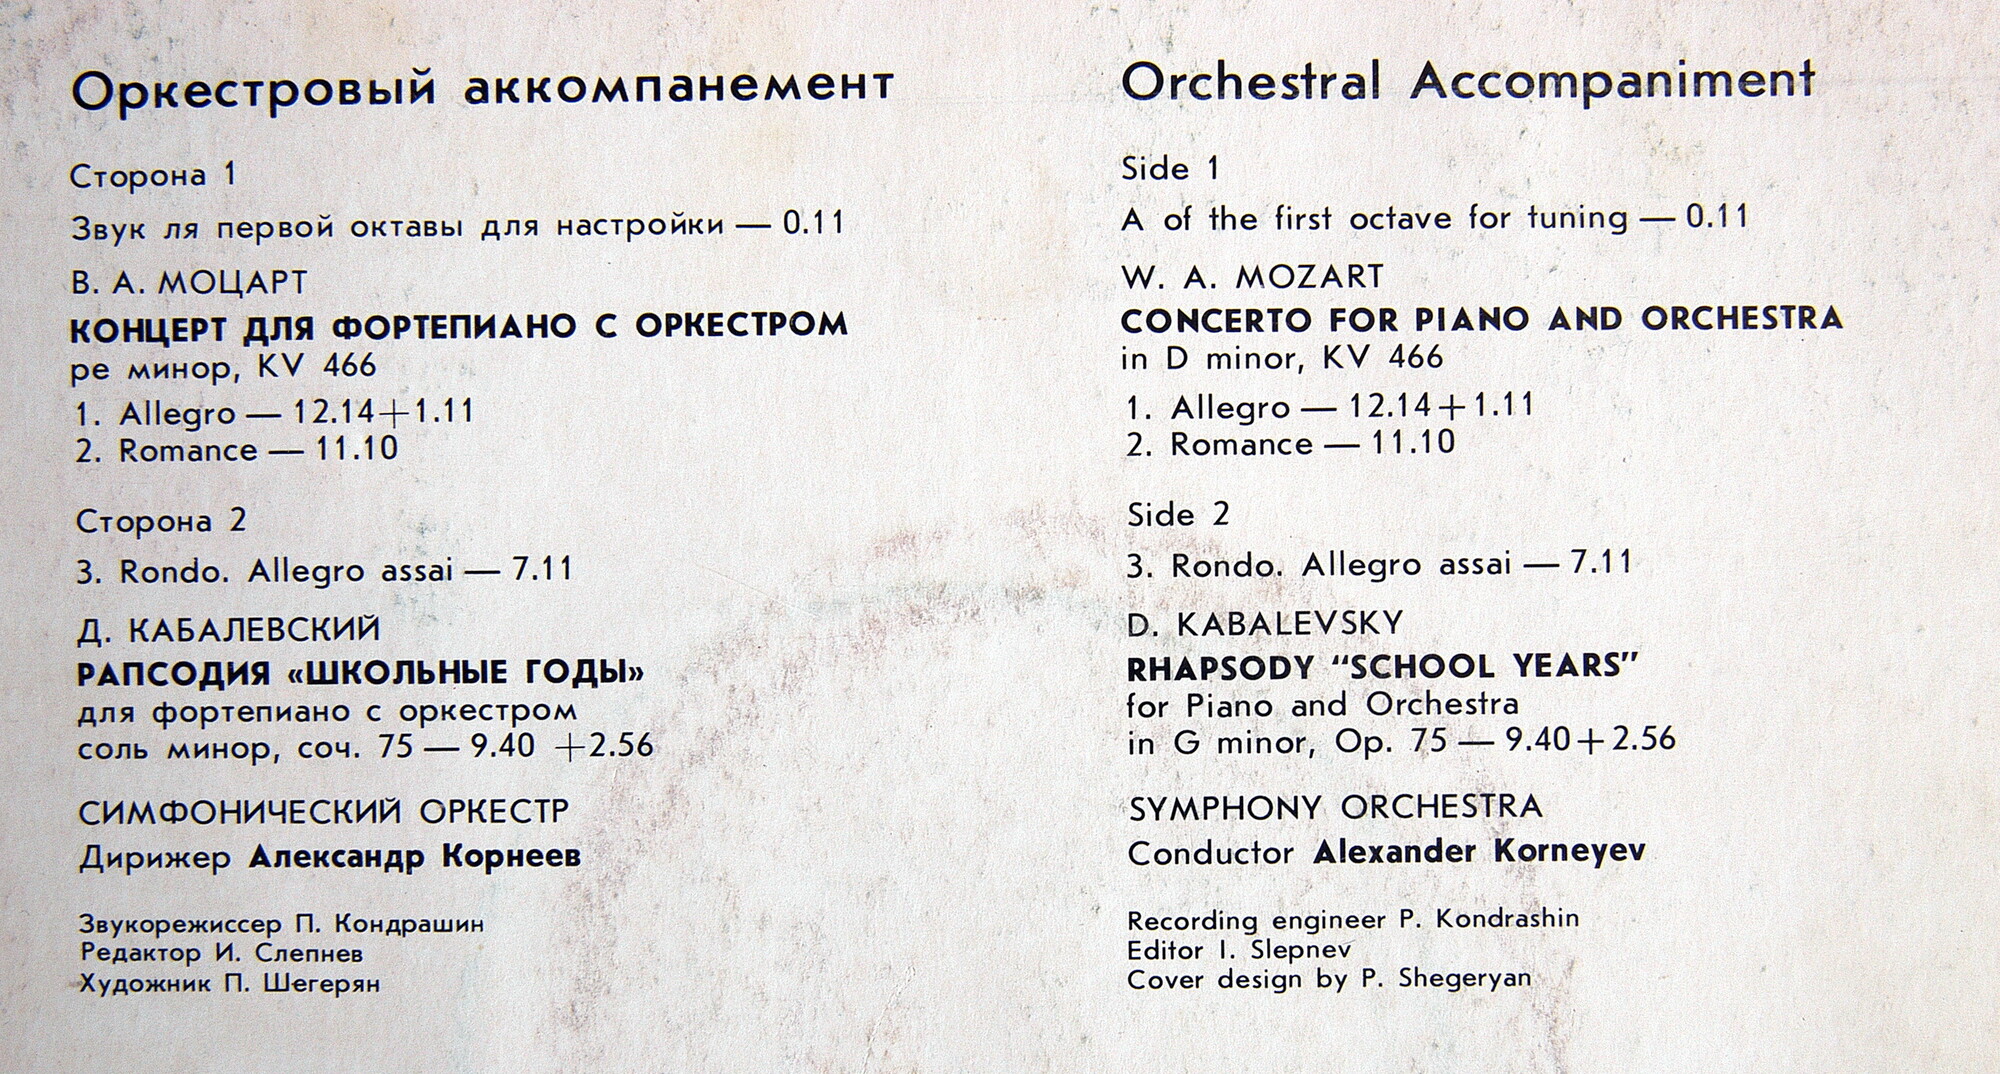 Оркестровый аккомпанемент
Сторона 1
Звук ля первой октавы для настройки — 0.11
В. А. МОЦАРТ
КОНЦЕРТ ДЛЯ ФОРТЕПИАНО С ОРКЕСТРОМ
ре минор, KV 466
1. Allegro — 12.14+1.11
2. Romance — 11.10
Сторона 2
3. Rondo. Allegro assai — 7.11
Д. КАБАЛЕВСКИЙ
РАПСОДИЯ «ШКОЛЬНЫЕ ГОДЫ»
для фортепиано с оркестром
соль минор, соч. 75 — 9.40 +2.56
СИМФОНИЧЕСКИЙ ОРКЕСТР
Дирижер Александр Корнеев
Звукорежиссер П. Кондрашин
Редактор И. Слепнев
Художник П. Шегерян
Orchestral Accompaniment
Side 1
A of the first octave for tuning — 0.11
W. A. MOZART
CONCERTO FOR PIANO AND ORCHESTRA
in D minor, KV 466
1. Allegro — 12.14+1.11
2. Romance — 11.10
Side 2
3. Rondo. Allegro assai — 7.11
D. KABALEVSKY
RHAPSODY “SCHOOL YEARS”
for Piano and Orchestra
in G minor, Op. 75 — 9.40+2.56
SYMPHONY ORCHESTRA
Conductor Alexander Korneyev
Recording engineer P. Kondrashin
Editor I. Slepnev
Cover design by P. Shegeryan